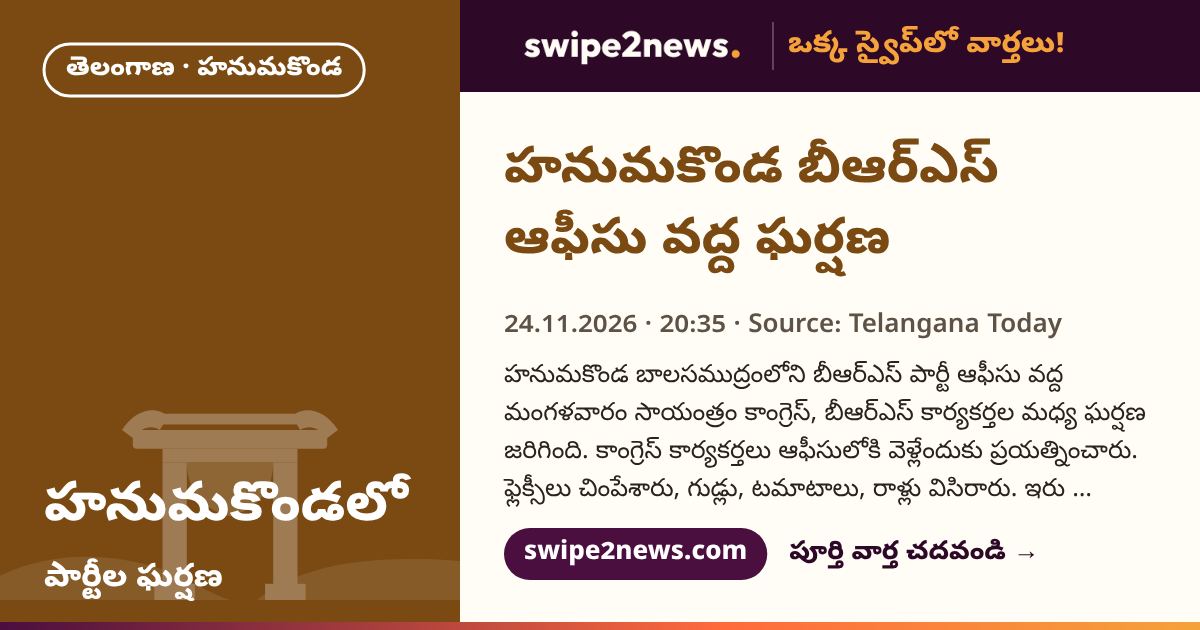 తెలంగాణ · హనుమకొండ
swipe2news. ఒక్క స్వైప్‌లో వార్తలు!
హనుమకొండ బీఆర్ఎస్
ఆఫీసు వద్ద ఘర్షణ
24.11.2026 · 20:35 · Source: Telangana Today
హనుమకొండ బాలసముద్రంలోని బీఆర్ఎస్ పార్టీ ఆఫీసు వద్ద
మంగళవారం సాయంత్రం కాంగ్రెస్, బీఆర్ఎస్ కార్యకర్తల మధ్య ఘర్షణ
జరిగింది. కాంగ్రెస్ కార్యకర్తలు ఆఫీసులోకి వెళ్లేందుకు ప్రయత్నించారు.
ఫ్లెక్సీలు చింపేశారు, గుడ్లు, టమాటాలు, రాళ్లు విసిరారు. ఇరు ...
swipe2news.com పూర్తి వార్త చదవండి →
హనుమకొండలో
పార్టీల ఘర్షణ